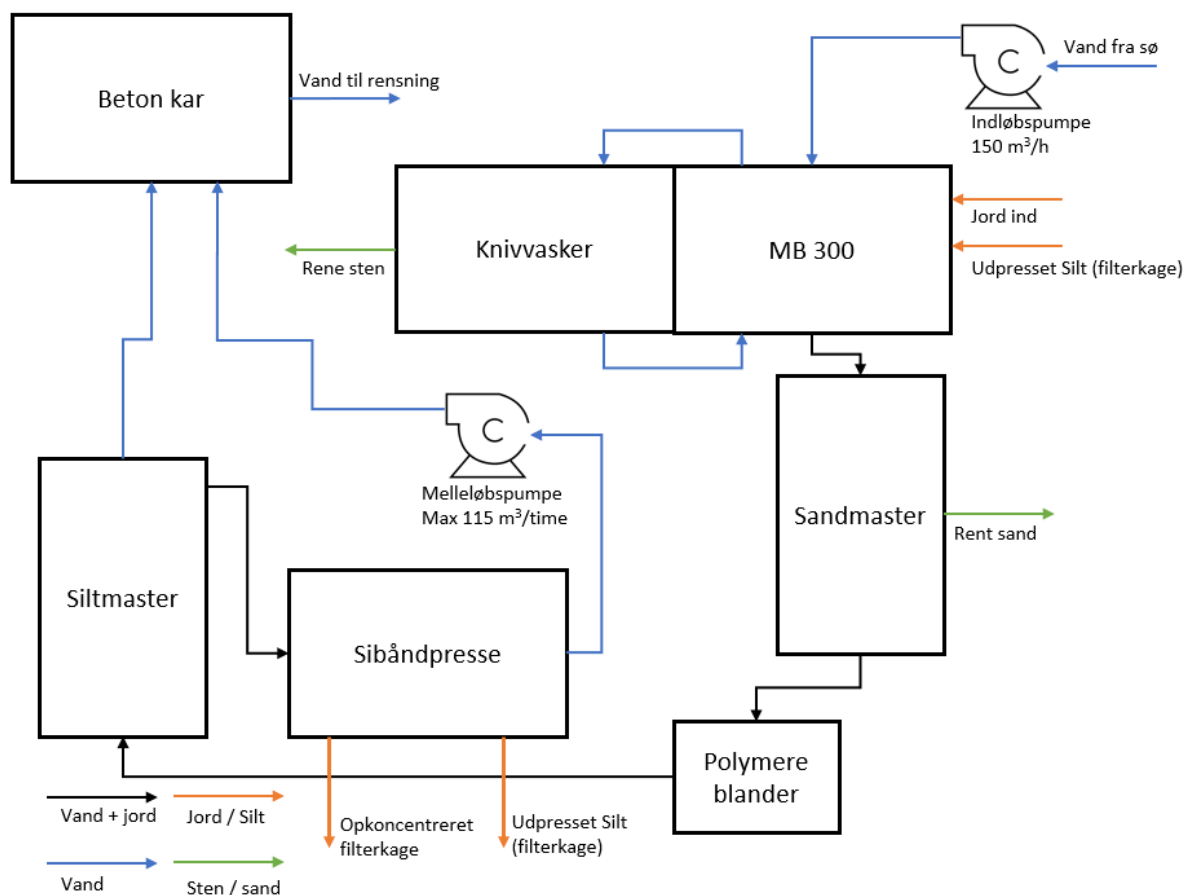 Beton kar
Vand til rensning
C
Vand fra sø
Indløbspumpe
150 m³/h
Knivvasker
MB 300
Jord ind
Udpresset Silt (filterkage)
Rene sten
C
Melleløbspumpe
Max 115 m³/time
Sandmaster
Rent sand
Siltmaster
Sibåndpresse
Polymere
blander
Opkoncentreret
filterkage
Udpresset Silt
(filterkage)
Vand + jord
Jord / Silt
Vand
Sten / sand